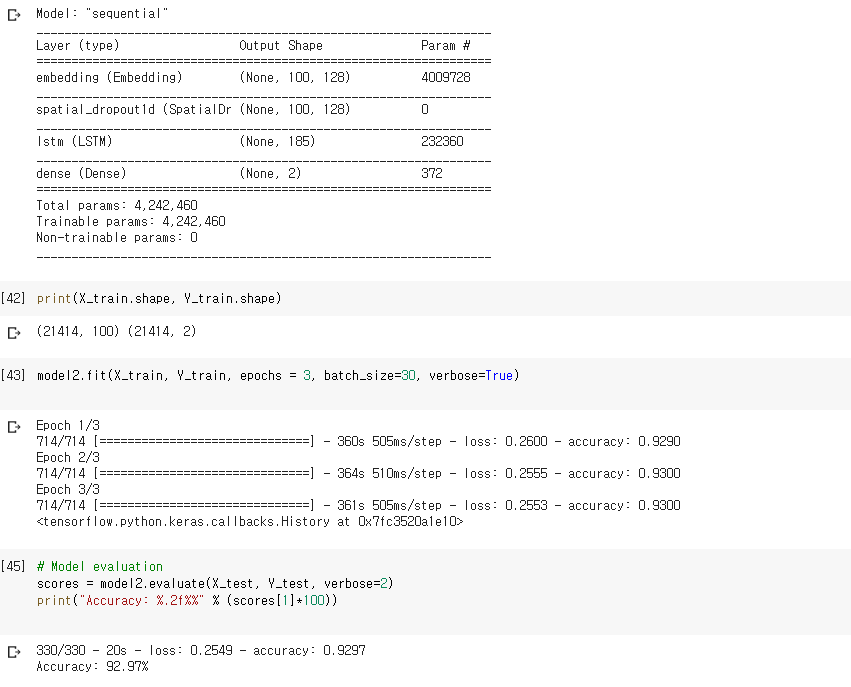 Model: "sequential"
_________________________________________________________________
Layer (type)                 Output Shape              Param #
=================================================================
embedding (Embedding)        (None, 100, 128)          4009728
_________________________________________________________________
spatial_dropout1d (SpatialDr (None, 100, 128)          0
_________________________________________________________________
lstm (LSTM)                  (None, 185)               232360
_________________________________________________________________
dense (Dense)                (None, 2)                 372
=================================================================
Total params: 4,242,460
Trainable params: 4,242,460
Non-trainable params: 0
_________________________________________________________________
[42] print(X_train.shape, Y_train.shape)
(21414, 100) (21414, 2)
[43] model2.fit(X_train, Y_train, epochs = 3, batch_size=30, verbose=True)
Epoch 1/3
714/714 [==============================] - 360s 505ms/step - loss: 0.2600 - accuracy: 0.9290
Epoch 2/3
714/714 [==============================] - 364s 510ms/step - loss: 0.2555 - accuracy: 0.9300
Epoch 3/3
714/714 [==============================] - 361s 505ms/step - loss: 0.2553 - accuracy: 0.9300
<tensorflow.python.keras.callbacks.History at 0x7fc3520a1e10>
[45] # Model evaluation
scores = model2.evaluate(X_test, Y_test, verbose=2)
print("Accuracy: %.2f%%" % (scores[1]*100))
330/330 - 20s - loss: 0.2549 - accuracy: 0.9297
Accuracy: 92.97%